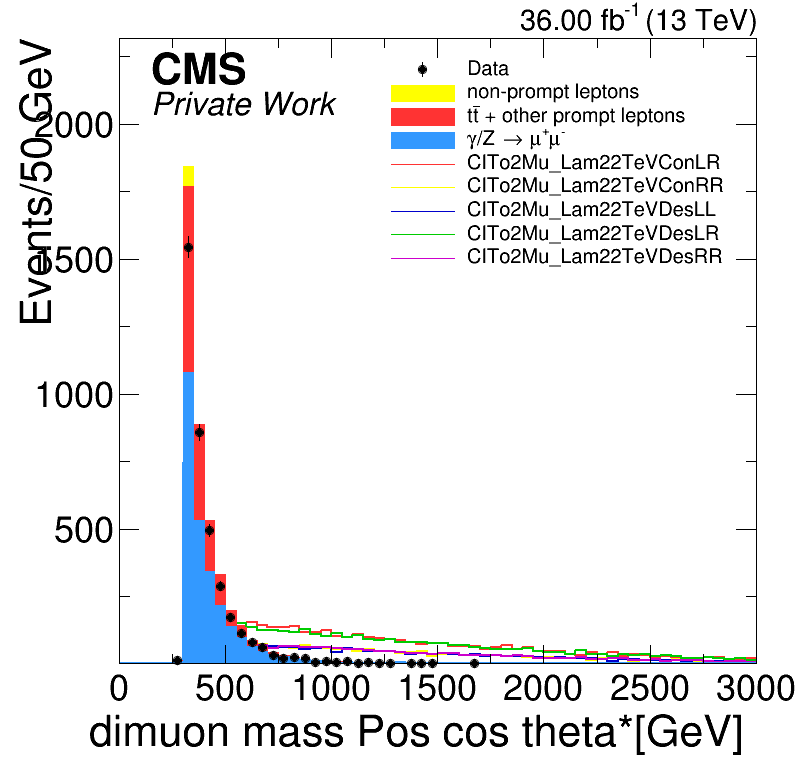 36.00 fb⁻¹ (13 TeV)
CMS
Private Work
Data
non-prompt leptons
tt̄ + other prompt leptons
γ/Z → μ⁺μ⁻
CITo2Mu_Lam22TeVConLR
CITo2Mu_Lam22TeVConRR
CITo2Mu_Lam22TeVDesLL
CITo2Mu_Lam22TeVDesLR
CITo2Mu_Lam22TeVDesRR
Events/50 GeV
2000
1500
1000
500
0 500 1000 1500 2000 2500 3000
dimuon mass Pos cos theta*[GeV]